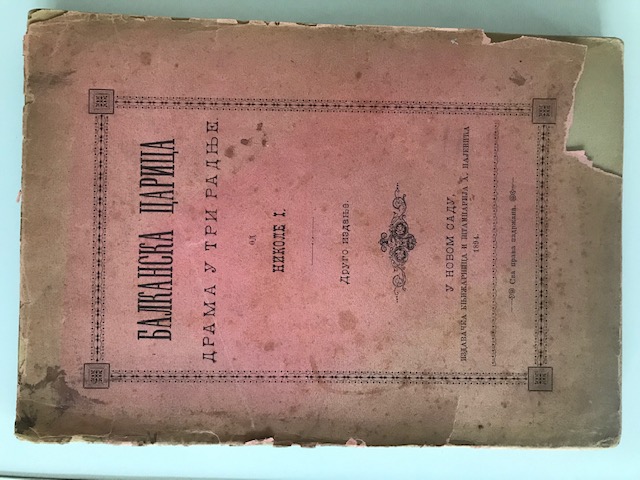 БАЛКАНСКА ЦАРИЦА
ДРАМА У ТРИ РАДЊЕ
ОД
НИКОЛЕ I.
Друго издање.
У НОВОМ САДУ,
ИЗДАВАЧКА КЊИЖАРНИЦА И ШТАМПАРИЈА А. ПАЈЕВИЋА
1894.
Сва права задржана.